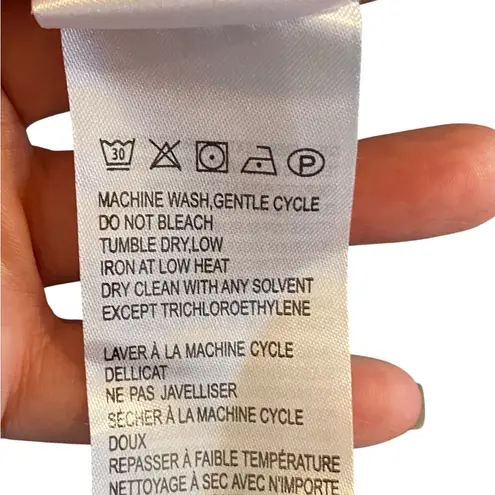 30 P
MACHINE WASH,GENTLE CYCLE
DO NOT BLEACH
TUMBLE DRY,LOW
IRON AT LOW HEAT
DRY CLEAN WITH ANY SOLVENT
EXCEPT TRICHLOROETHYLENE
LAVER À LA MACHINE CYCLE
DELLICAT
NE PAS JAVELLISER
SÉCHER À LA MACHINE CYCLE
DOUX
REPASSER À FAIBLE TEMPÉRATURE
NETTOYAGE À SEC AVEC N'IMPORTE